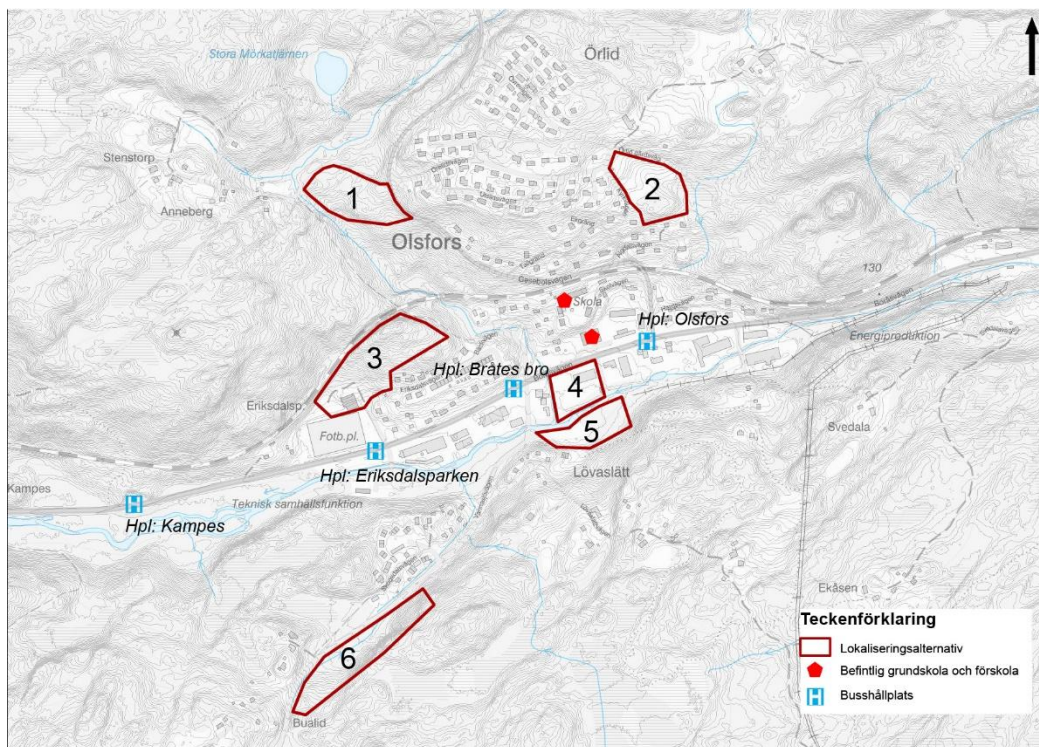 Örlid
Stora Mörkatjärnen
Stenstorp
Anneberg
1
2
Olsfors
130
Skola
Hpl: Olsfors
Energiproduktion
3
Hpl: Bråtes bro
4
Eriksdalsp.
5
Svedala
Fotb.pl.
Lövaslätt
Hpl: Eriksdalsparken
Kampes
Teknisk samhällsfunktion
Hpl: Kampes
Ekåsen
6
Bualid
Teckenförklaring
Lokaliseringsalternativ
Befintlig grundskola och förskola
Busshållplats